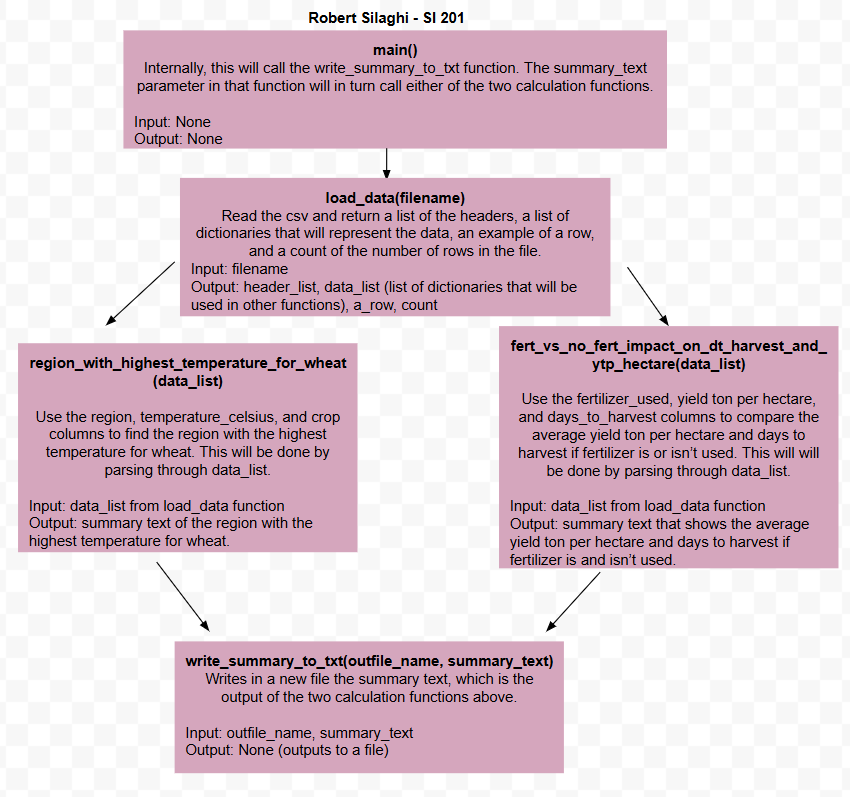 Robert Silaghi - SI 201
main()
Internally, this will call the write_summary_to_txt function. The summary_text
parameter in that function will in turn call either of the two calculation functions.
Input: None
Output: None
load_data(filename)
Read the csv and return a list of the headers, a list of
dictionaries that will represent the data, an example of a row,
and a count of the number of rows in the file.
Input: filename
Output: header_list, data_list (list of dictionaries that will be
used in other functions), a_row, count
region_with_highest_temperature_for_wheat
(data_list)
Use the region, temperature_celsius, and crop
columns to find the region with the highest
temperature for wheat. This will be done by
parsing through data_list.
Input: data_list from load_data function
Output: summary text of the region with the
highest temperature for wheat.
fert_vs_no_fert_impact_on_dt_harvest_and_
ytp_hectare(data_list)
Use the fertilizer_used, yield ton per hectare,
and days_to_harvest columns to compare the
average yield ton per hectare and days to
harvest if fertilizer is or isn't used. This will will
be done by parsing through data_list.
Input: data_list from load_data function
Output: summary text that shows the average
yield ton per hectare and days to harvest if
fertilizer is and isn't used.
write_summary_to_txt(outfile_name, summary_text)
Writes in a new file the summary text, which is the
output of the two calculation functions above.
Input: outfile_name, summary_text
Output: None (outputs to a file)